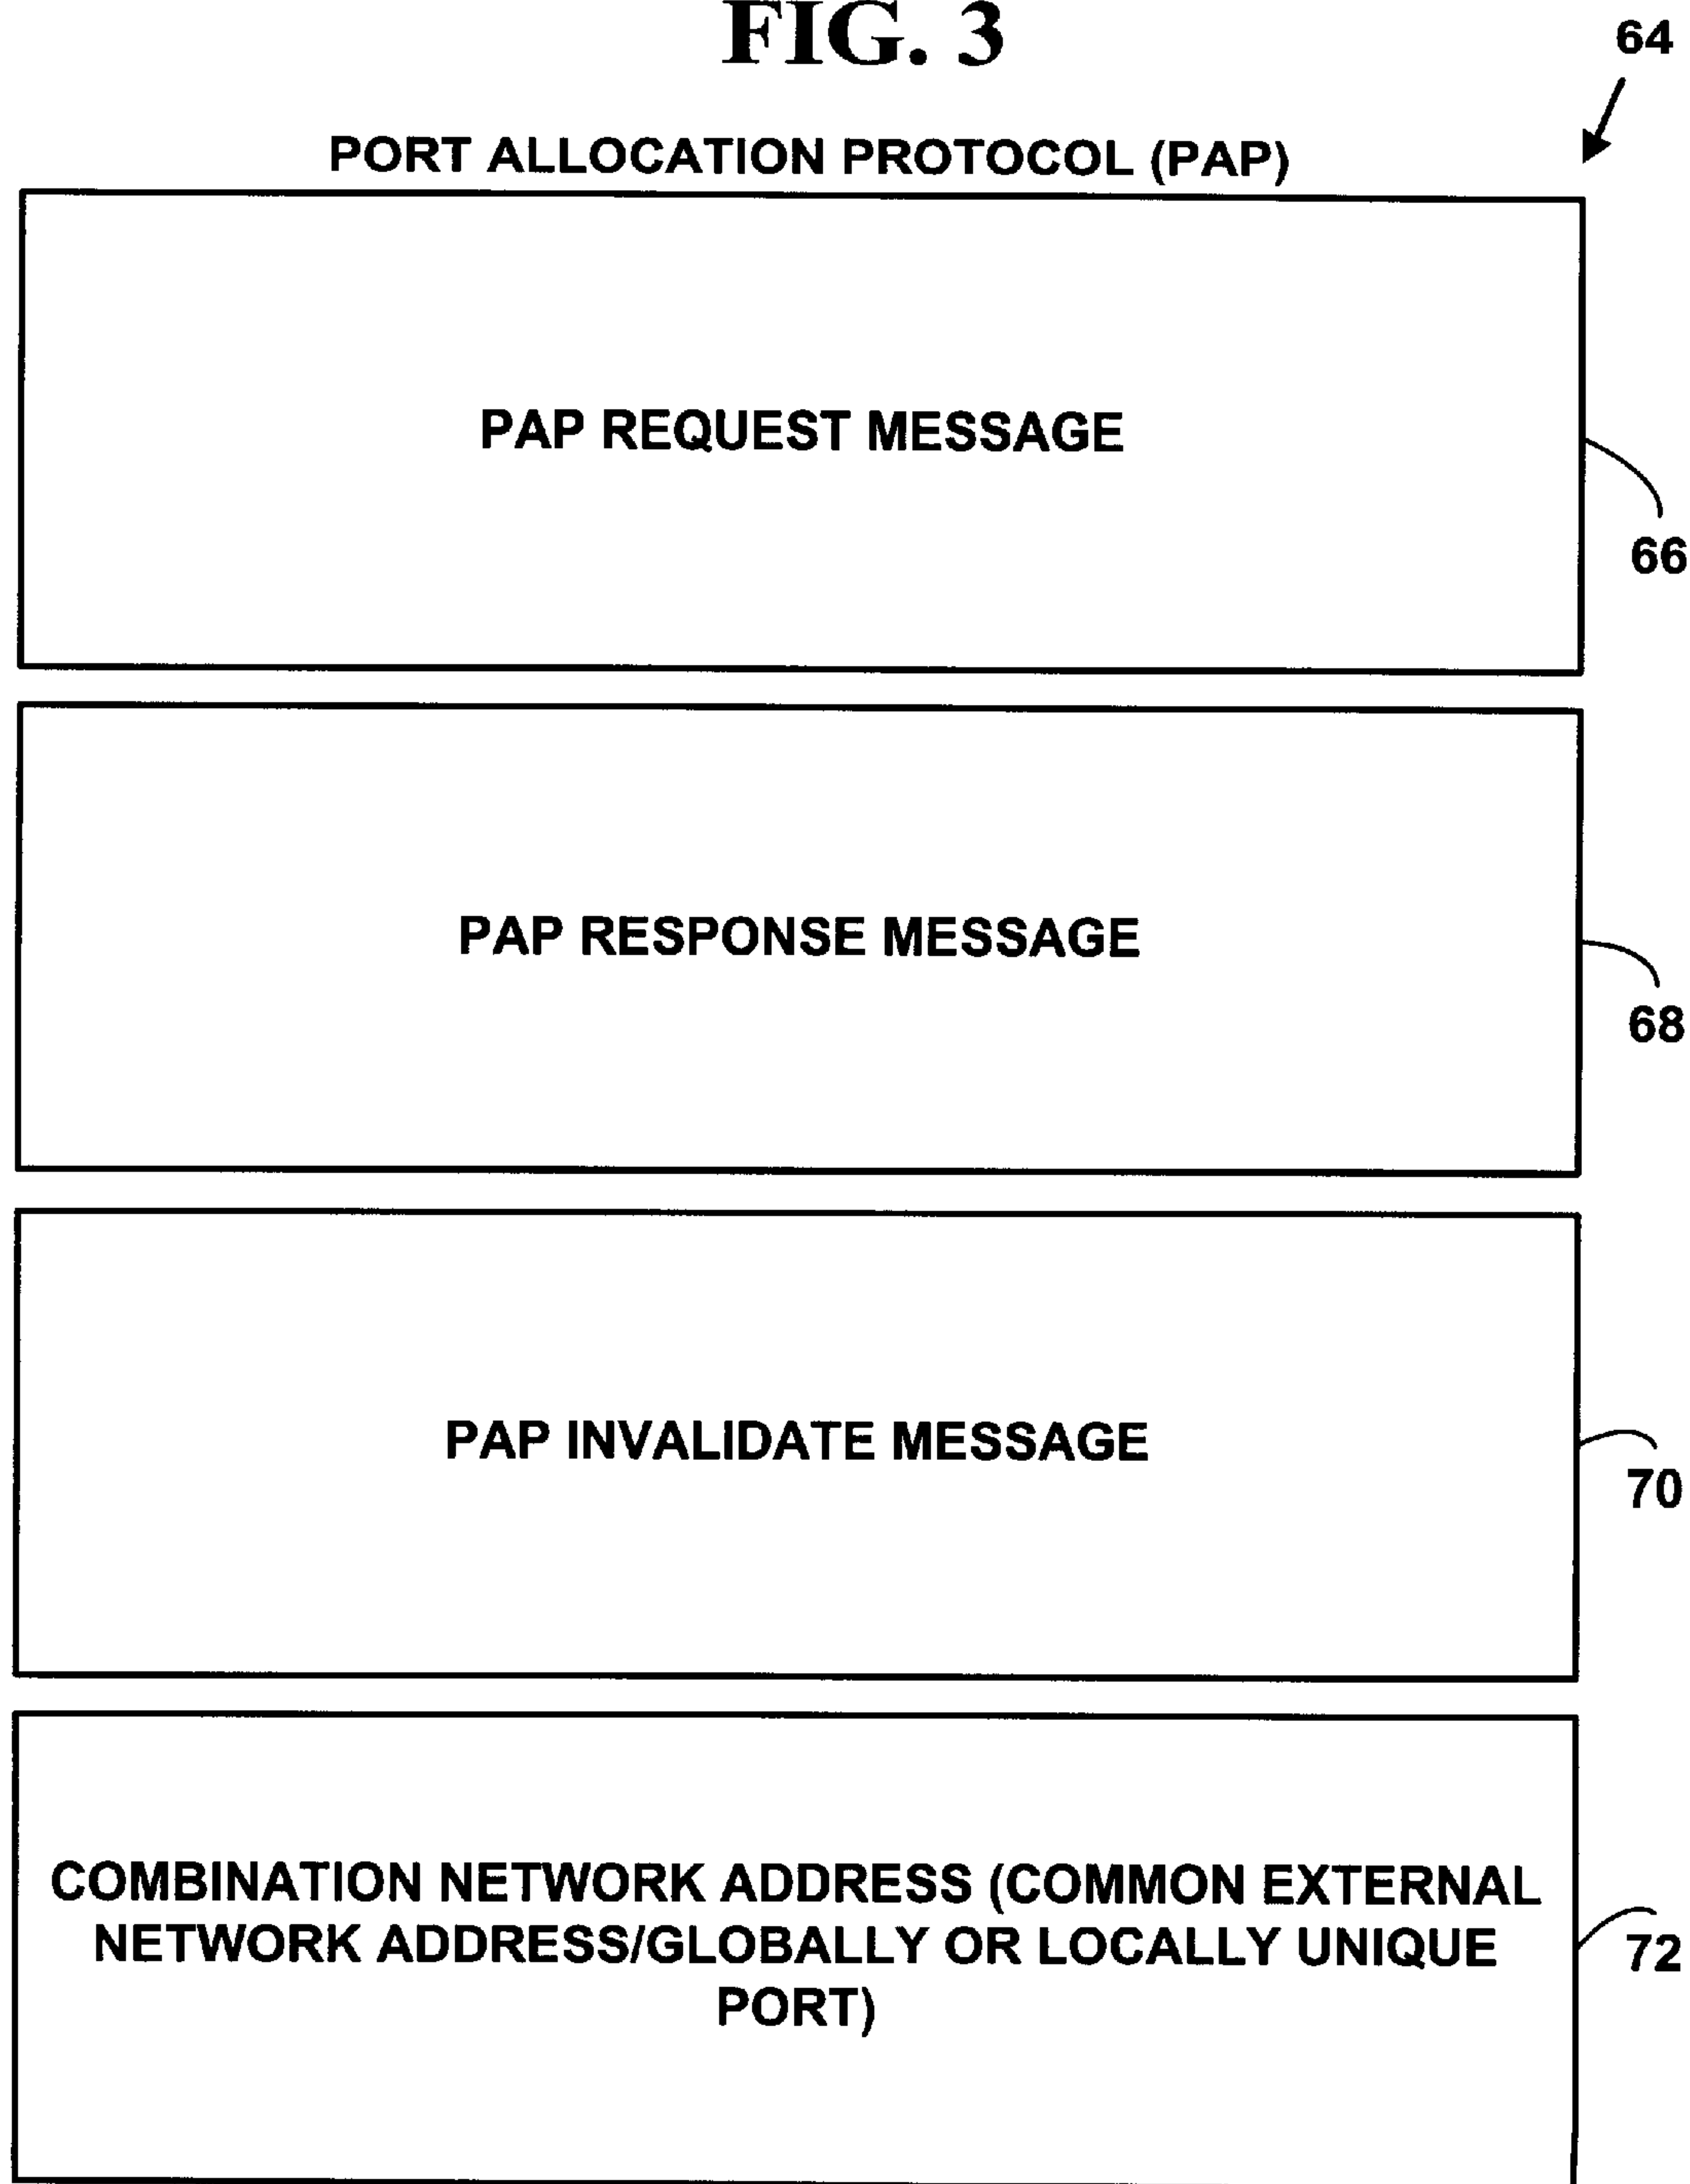 FIG. 3
64
PORT ALLOCATION PROTOCOL (PAP)
PAP REQUEST MESSAGE
66
PAP RESPONSE MESSAGE
68
PAP INVALIDATE MESSAGE
70
COMBINATION NETWORK ADDRESS (COMMON EXTERNAL
NETWORK ADDRESS/GLOBALLY OR LOCALLY UNIQUE
PORT)
72